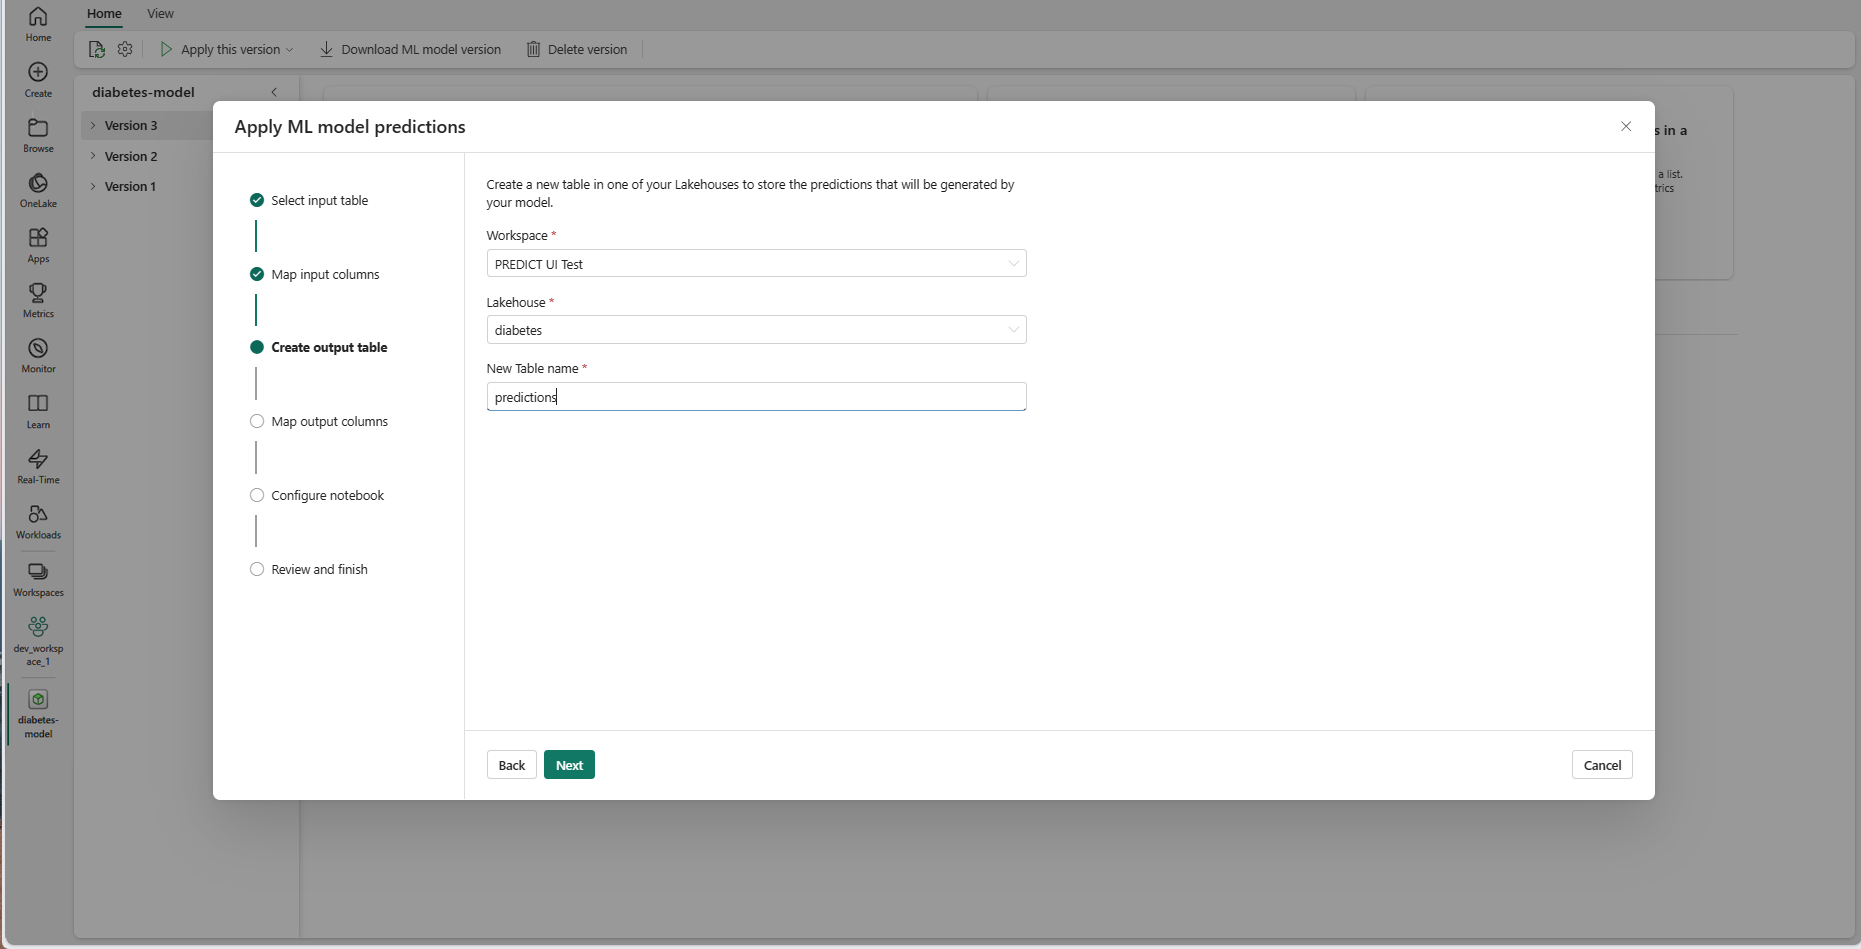 Home
View
Apply this version
Download ML model version
Delete version
Home
Create
Browse
OneLake
Apps
Metrics
Monitor
Learn
Real-Time
Workloads
Workspaces
dev_worksp
ace_1
diabetes-
model
diabetes-model
Version 3
Version 2
Version 1
s in a
a list.
trics
Apply ML model predictions
Select input table
Map input columns
Create output table
Map output columns
Configure notebook
Review and finish
Create a new table in one of your Lakehouses to store the predictions that will be generated by
your model.
Workspace *
PREDICT UI Test
Lakehouse *
diabetes
New Table name *
predictions
Back
Next
Cancel